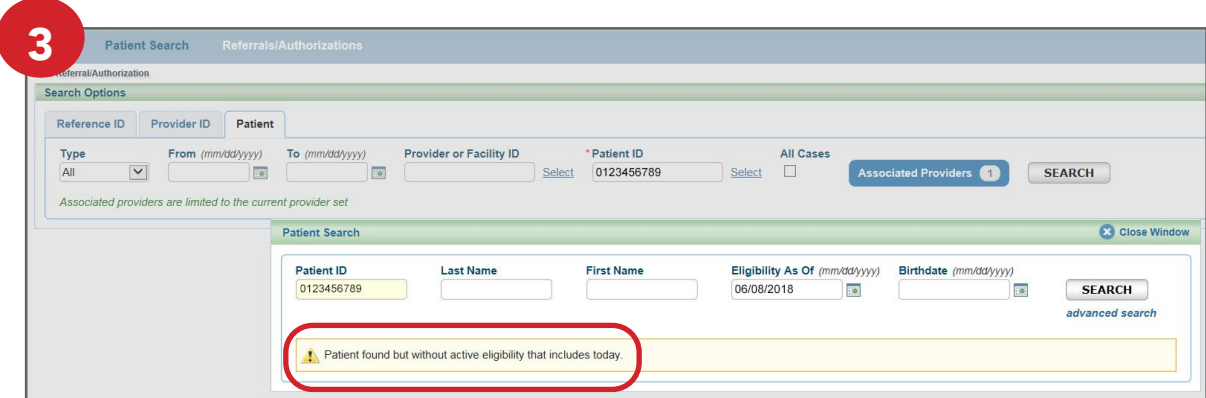 3
Patient Search Referrals/Authorizations
Referral/Authorization
Search Options
Reference ID Provider ID Patient
Type From (mm/dd/yyyy) To (mm/dd/yyyy) Provider or Facility ID *Patient ID All Cases
All Select 0123456789 Select Associated Providers 1 SEARCH
Associated providers are limited to the current provider set
Patient Search Close Window
Patient ID Last Name First Name Eligibility As Of (mm/dd/yyyy) Birthdate (mm/dd/yyyy)
0123456789 06/08/2018 SEARCH
advanced search
Patient found but without active eligibility that includes today.